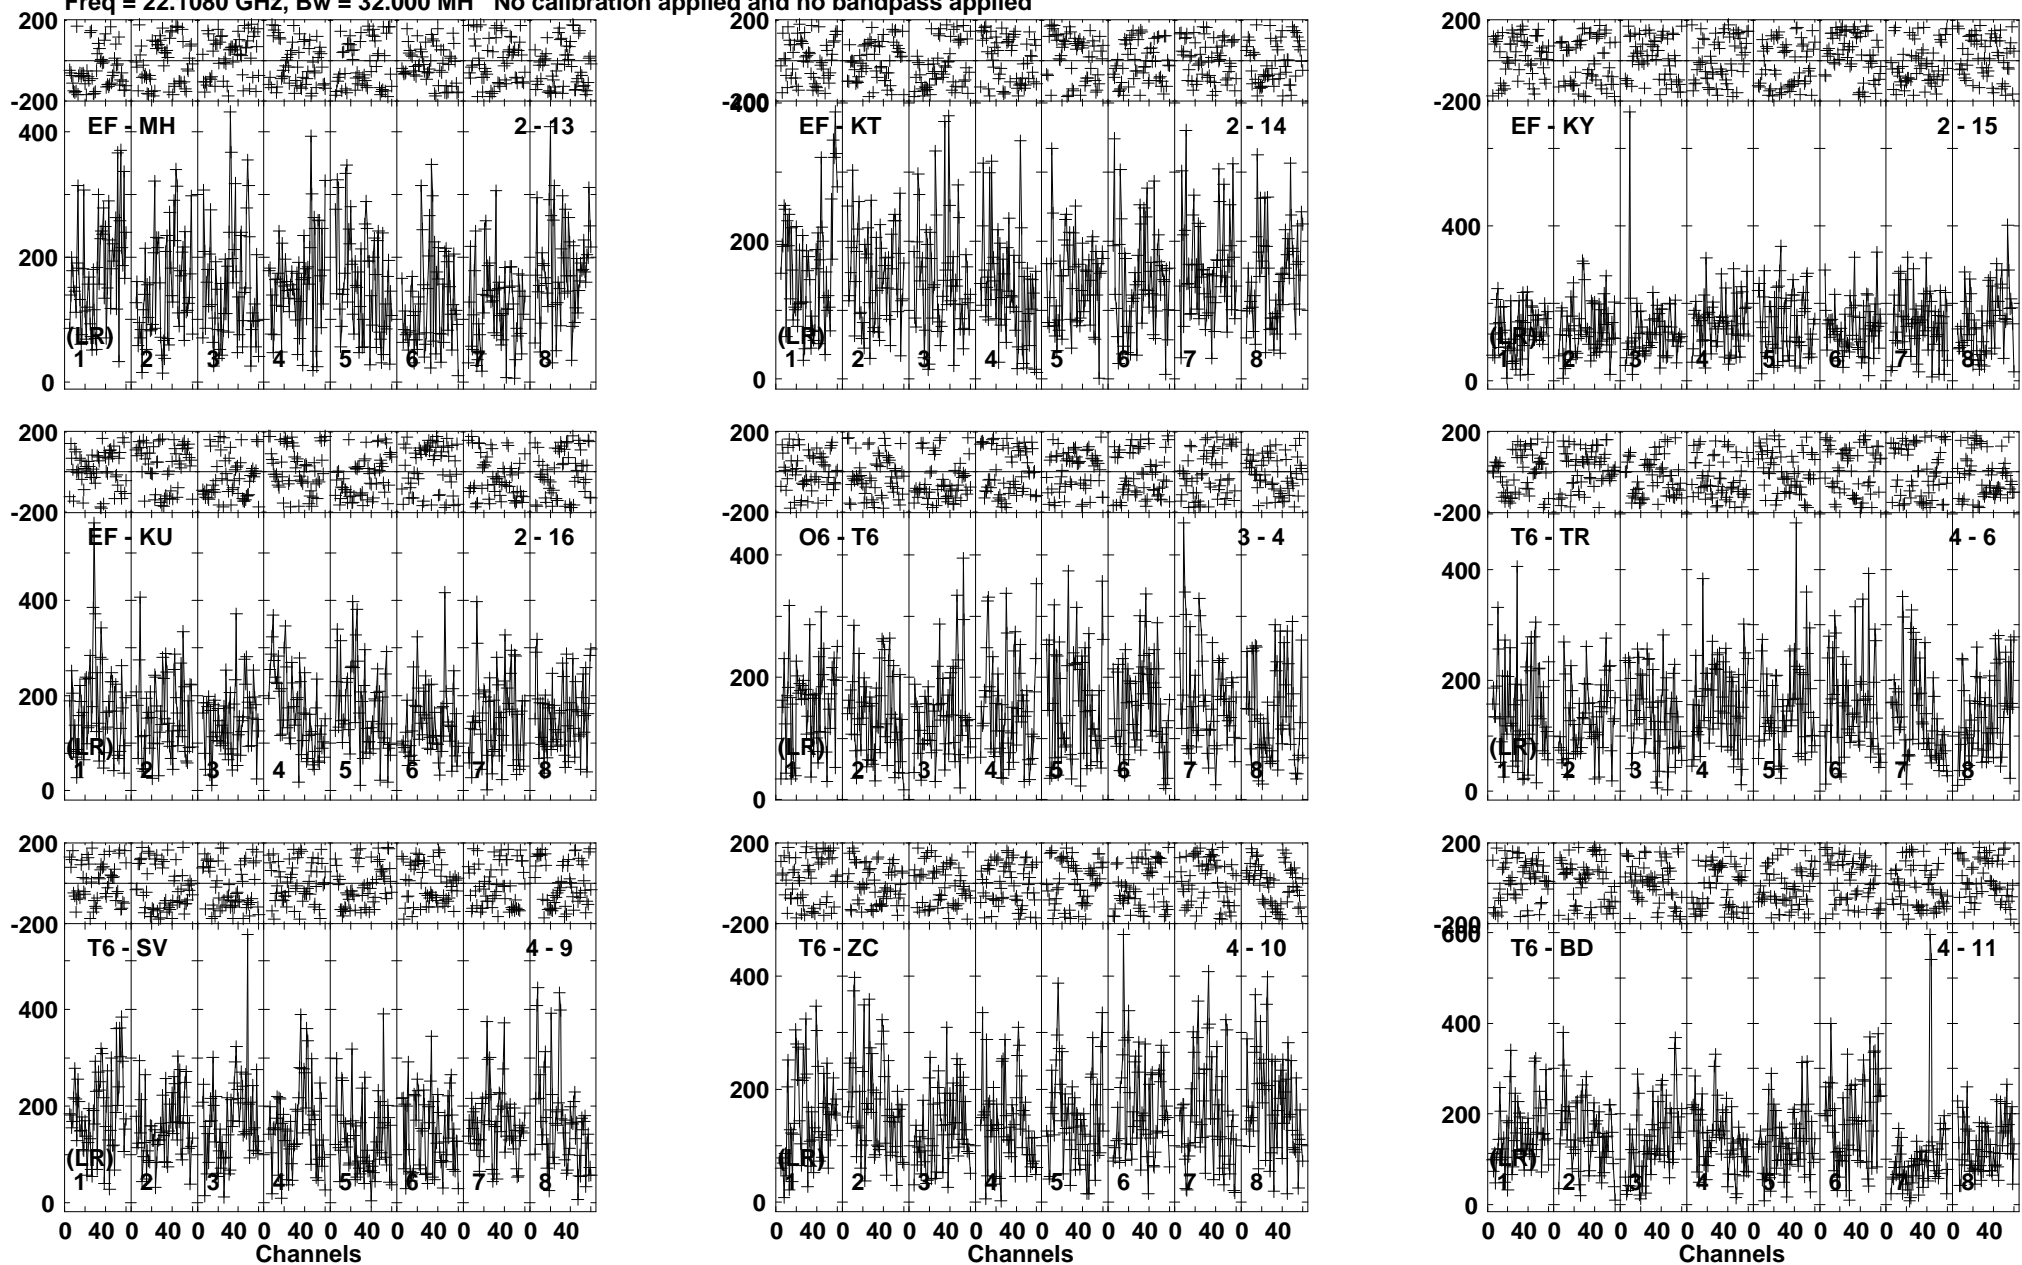 Freq = 22.1080 GHz, Bw = 32.000 MH No calibration applied and no bandpass applied
200 200 200
-200 -200 -200
400 400
EF - MH 2 - 13 EF - KT 2 - 14 EF - KY 2 - 15
400
200 200
0 0 0
(LR) (LR) (LR)
1 2 3 4 5 6 7 8 1 2 3 4 5 6 7 8 1 2 3 4 5 6 7 8
200 200 200
-200 -200 -200
EF - KU 2 - 16 O6 - T6 3 - 4 T6 - TR 4 - 6
400 400 400
200 200 200
0 0 0
(LR) (LR) (LR)
1 2 3 4 5 6 7 8 1 2 3 4 5 6 7 8 1 2 3 4 5 6 7 8
200 200 200
-200 -200 -200
600
T6 - SV 4 - 9 T6 - ZC 4 - 10 T6 - BD 4 - 11
400 400 400
200 200 200
0 0 0
(LR) (LR) (LR)
1 2 3 4 5 6 7 8 1 2 3 4 5 6 7 8 1 2 3 4 5 6 7 8
0 40 0 40 0 40 0 40 0 40 0 40 0 40 0 40 0 40 0 40 0 40 0 40 0 40 0 40 0 40 0 40 0 40 0 40 0 40 0 40 0 40 0 40 0 40 0 40
Channels Channels Channels